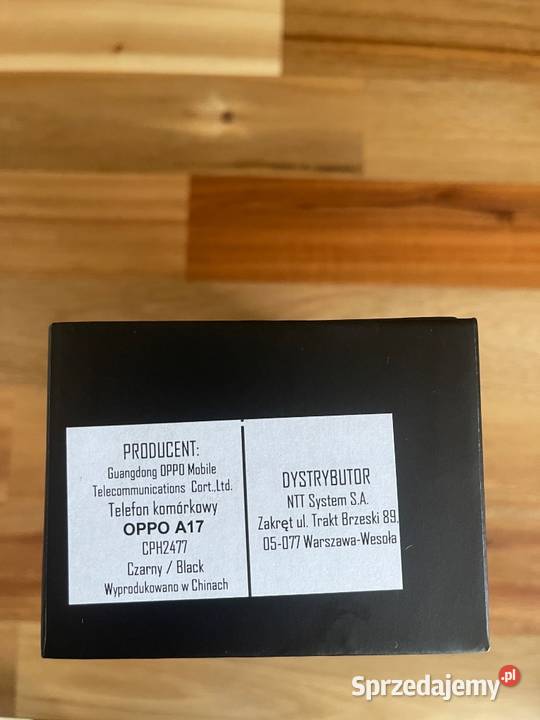 PRODUCENT:
Guangdong OPPO Mobile
Telecommunications Cort.,Ltd.
Telefon komórkowy
OPPO A17
CPH2477
Czarny / Black
Wyprodukowano w Chinach
DYSTRYBUTOR
NTT System S.A.
Zakręt ul. Trakt Brzeski 89,
05-077 Warszawa-Wesoła
Sprzedajemy.pl